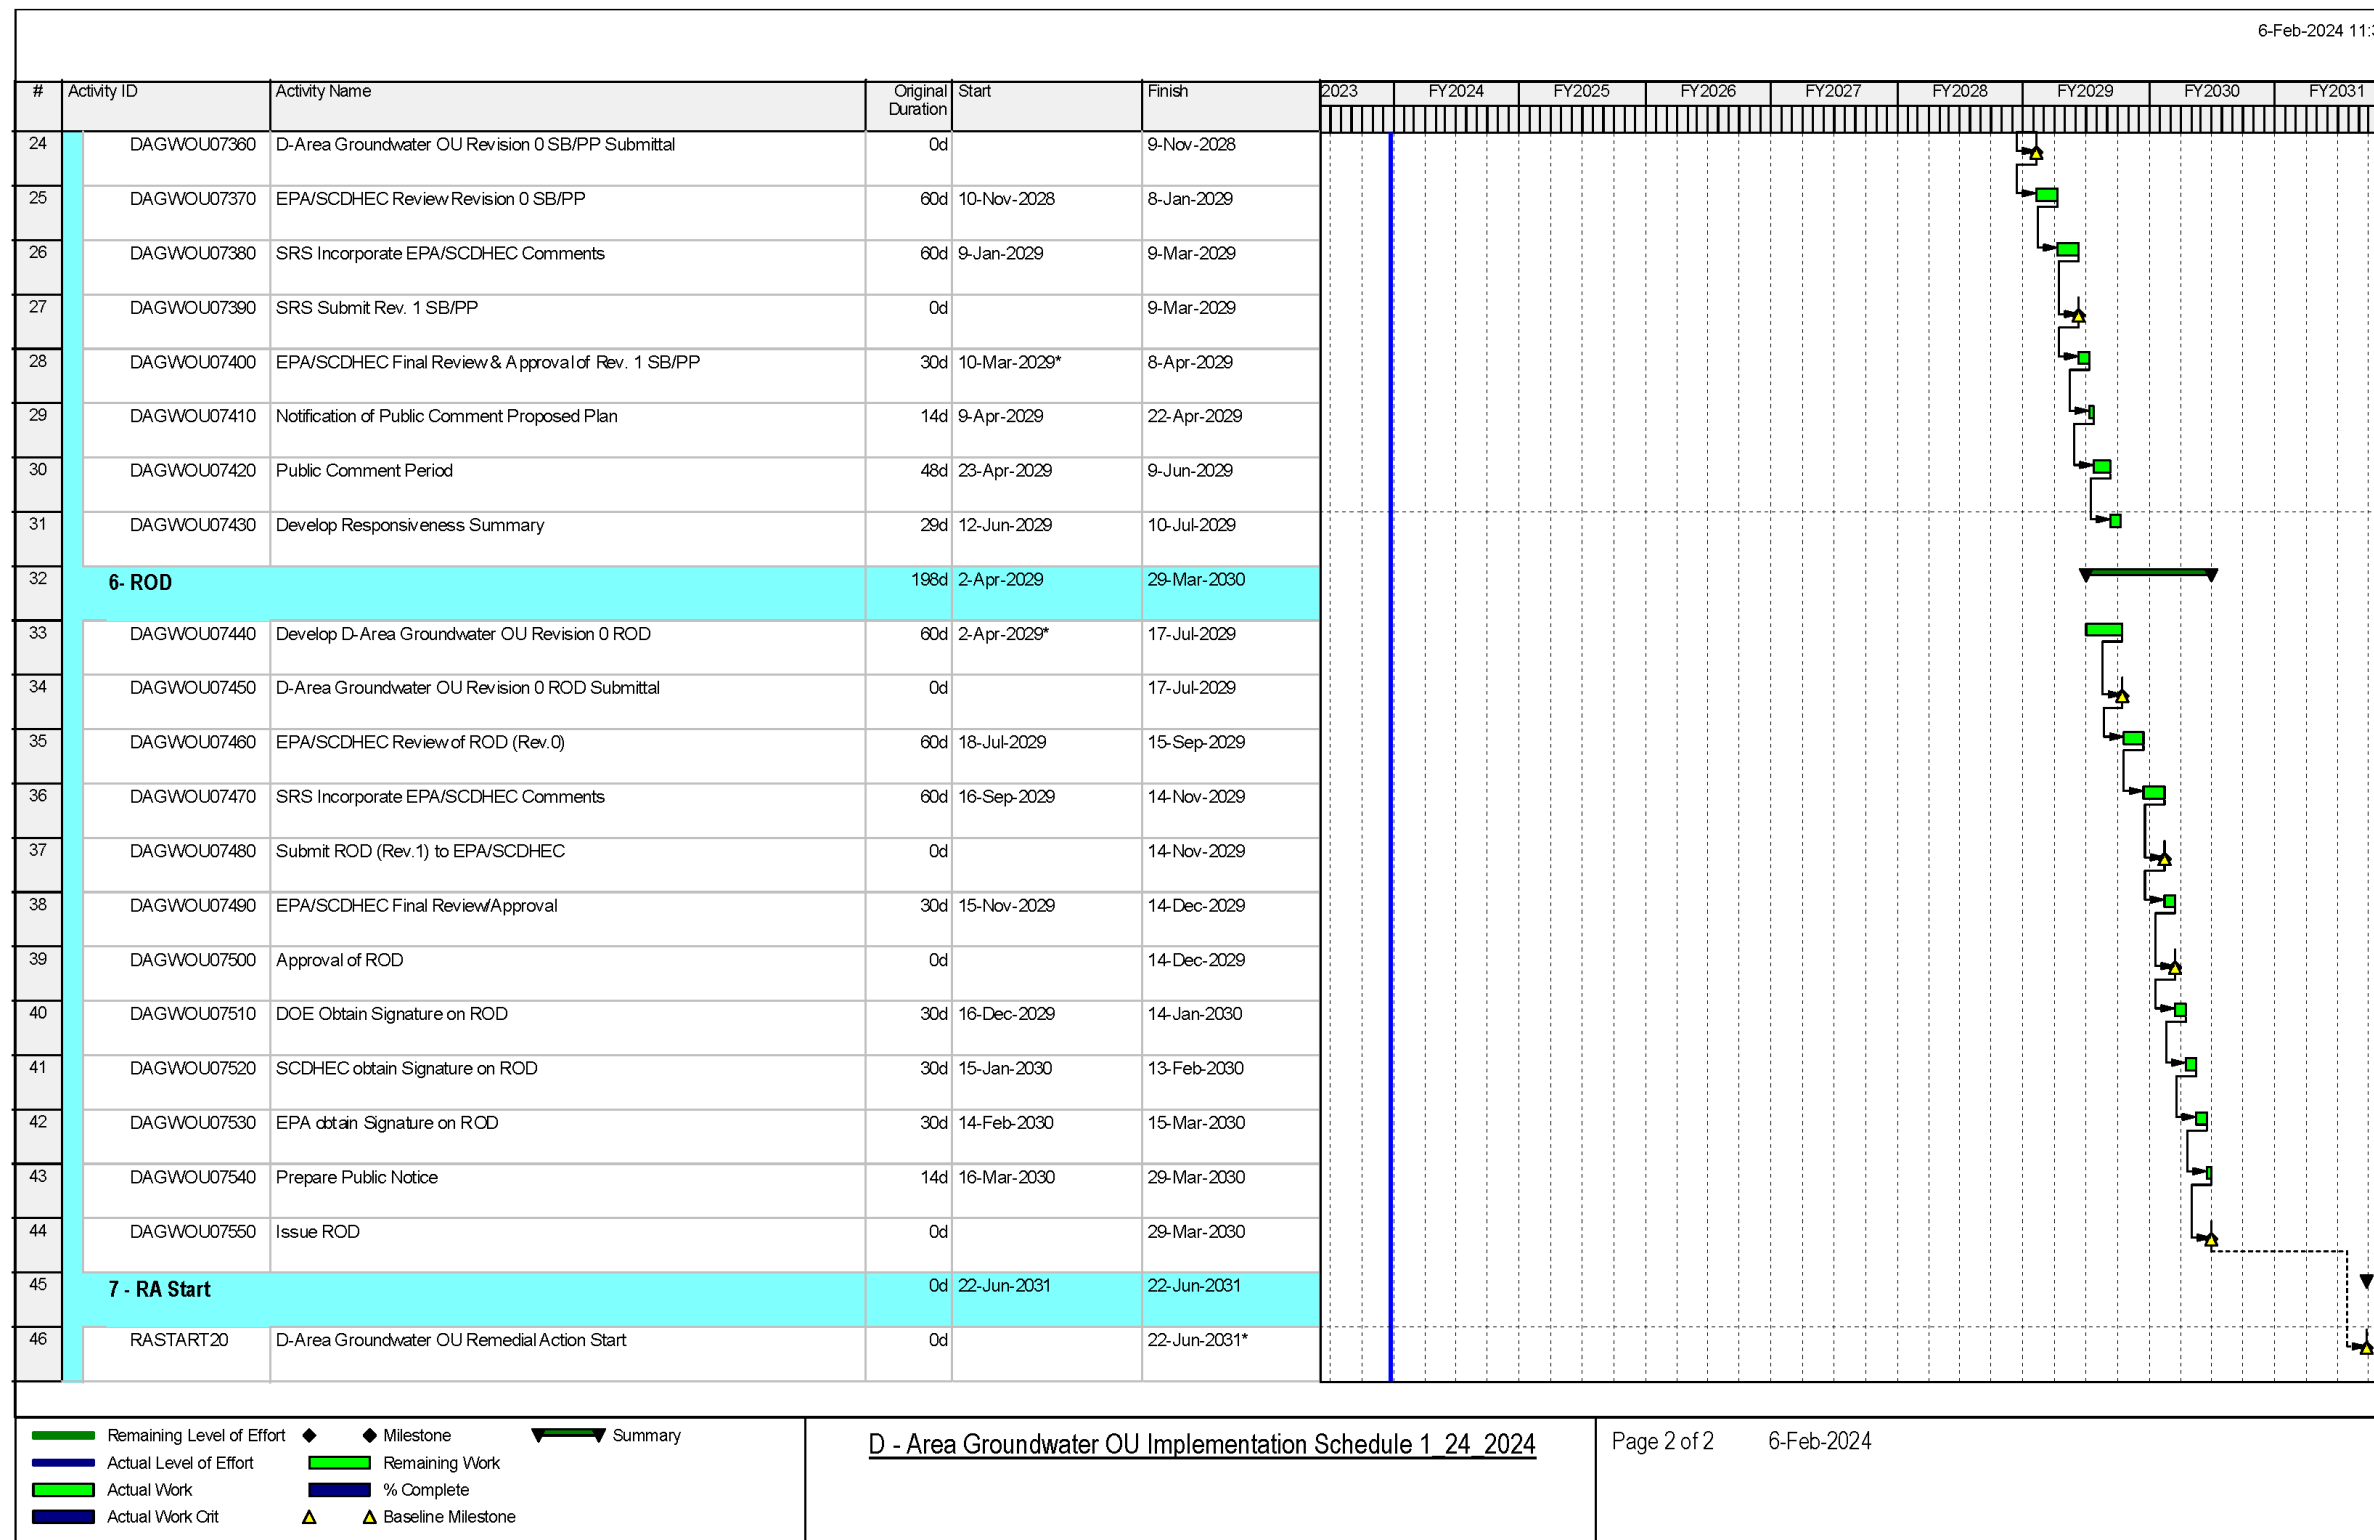 6-Feb-2024 11:
# Activity ID Activity Name Original Duration Start Finish 2023 FY2024 FY2025 FY2026 FY2027 FY2028 FY2029 FY2030 FY2031
24 DAGWOU07360 D-Area Groundwater OU Revision 0 SB/PP Submittal 0d 9-Nov-2028
25 DAGWOU07370 EPA/SCDHEC Review Revision 0 SB/PP 60d 10-Nov-2028 8-Jan-2029
26 DAGWOU07380 SRS Incorporate EPA/SCDHEC Comments 60d 9-Jan-2029 9-Mar-2029
27 DAGWOU07390 SRS Submit Rev. 1 SB/PP 0d 9-Mar-2029
28 DAGWOU07400 EPA/SCDHEC Final Review & Approval of Rev. 1 SB/PP 30d 10-Mar-2029* 8-Apr-2029
29 DAGWOU07410 Notification of Public Comment Proposed Plan 14d 9-Apr-2029 22-Apr-2029
30 DAGWOU07420 Public Comment Period 48d 23-Apr-2029 9-Jun-2029
31 DAGWOU07430 Develop Responsiveness Summary 29d 12-Jun-2029 10-Jul-2029
32 6- ROD 198d 2-Apr-2029 29-Mar-2030
33 DAGWOU07440 Develop D-Area Groundwater OU Revision 0 ROD 60d 2-Apr-2029* 17-Jul-2029
34 DAGWOU07450 D-Area Groundwater OU Revision 0 ROD Submittal 0d 17-Jul-2029
35 DAGWOU07460 EPA/SCDHEC Review of ROD (Rev.0) 60d 18-Jul-2029 15-Sep-2029
36 DAGWOU07470 SRS Incorporate EPA/SCDHEC Comments 60d 16-Sep-2029 14-Nov-2029
37 DAGWOU07480 Submit ROD (Rev.1) to EPA/SCDHEC 0d 14-Nov-2029
38 DAGWOU07490 EPA/SCDHEC Final Review/Approval 30d 15-Nov-2029 14-Dec-2029
39 DAGWOU07500 Approval of ROD 0d 14-Dec-2029
40 DAGWOU07510 DOE Obtain Signature on ROD 30d 16-Dec-2029 14-Jan-2030
41 DAGWOU07520 SCDHEC obtain Signature on ROD 30d 15-Jan-2030 13-Feb-2030
42 DAGWOU07530 EPA obtain Signature on ROD 30d 14-Feb-2030 15-Mar-2030
43 DAGWOU07540 Prepare Public Notice 14d 16-Mar-2030 29-Mar-2030
44 DAGWOU07550 Issue ROD 0d 29-Mar-2030
45 7 - RA Start 0d 22-Jun-2031 22-Jun-2031
46 RASTART20 D-Area Groundwater OU Remedial Action Start 0d 22-Jun-2031*
Remaining Level of Effort Milestone Summary
Actual Level of Effort Remaining Work
Actual Work % Complete
Actual Work Crit Baseline Milestone
D - Area Groundwater OU Implementation Schedule 1_24_2024
Page 2 of 2 6-Feb-2024